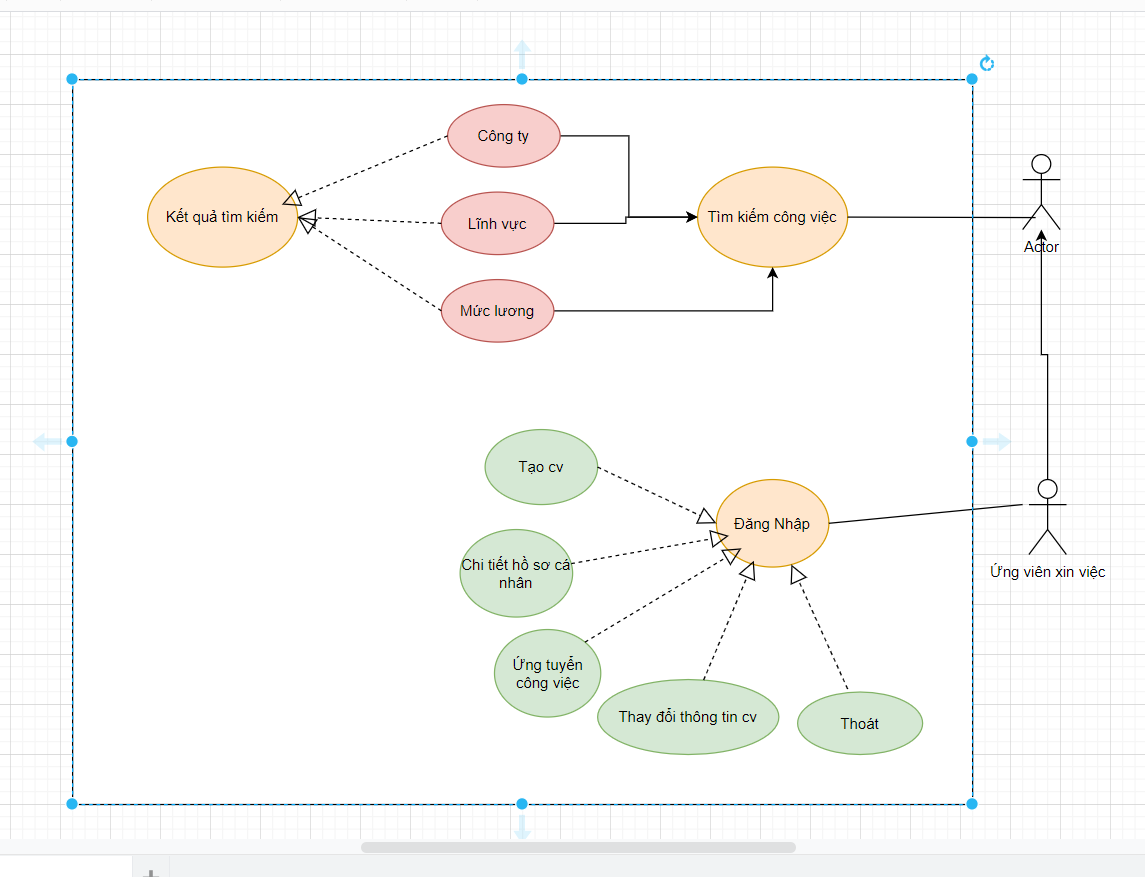 Công ty
Kết quả tìm kiếm
Lĩnh vực
Tìm kiếm công việc
Actor
Mức lương
Tạo cv
Đăng Nhập
Chi tiết hồ sơ cá
nhân
Ứng viên xin việc
Ứng tuyển
công việc
Thay đổi thông tin cv
Thoát